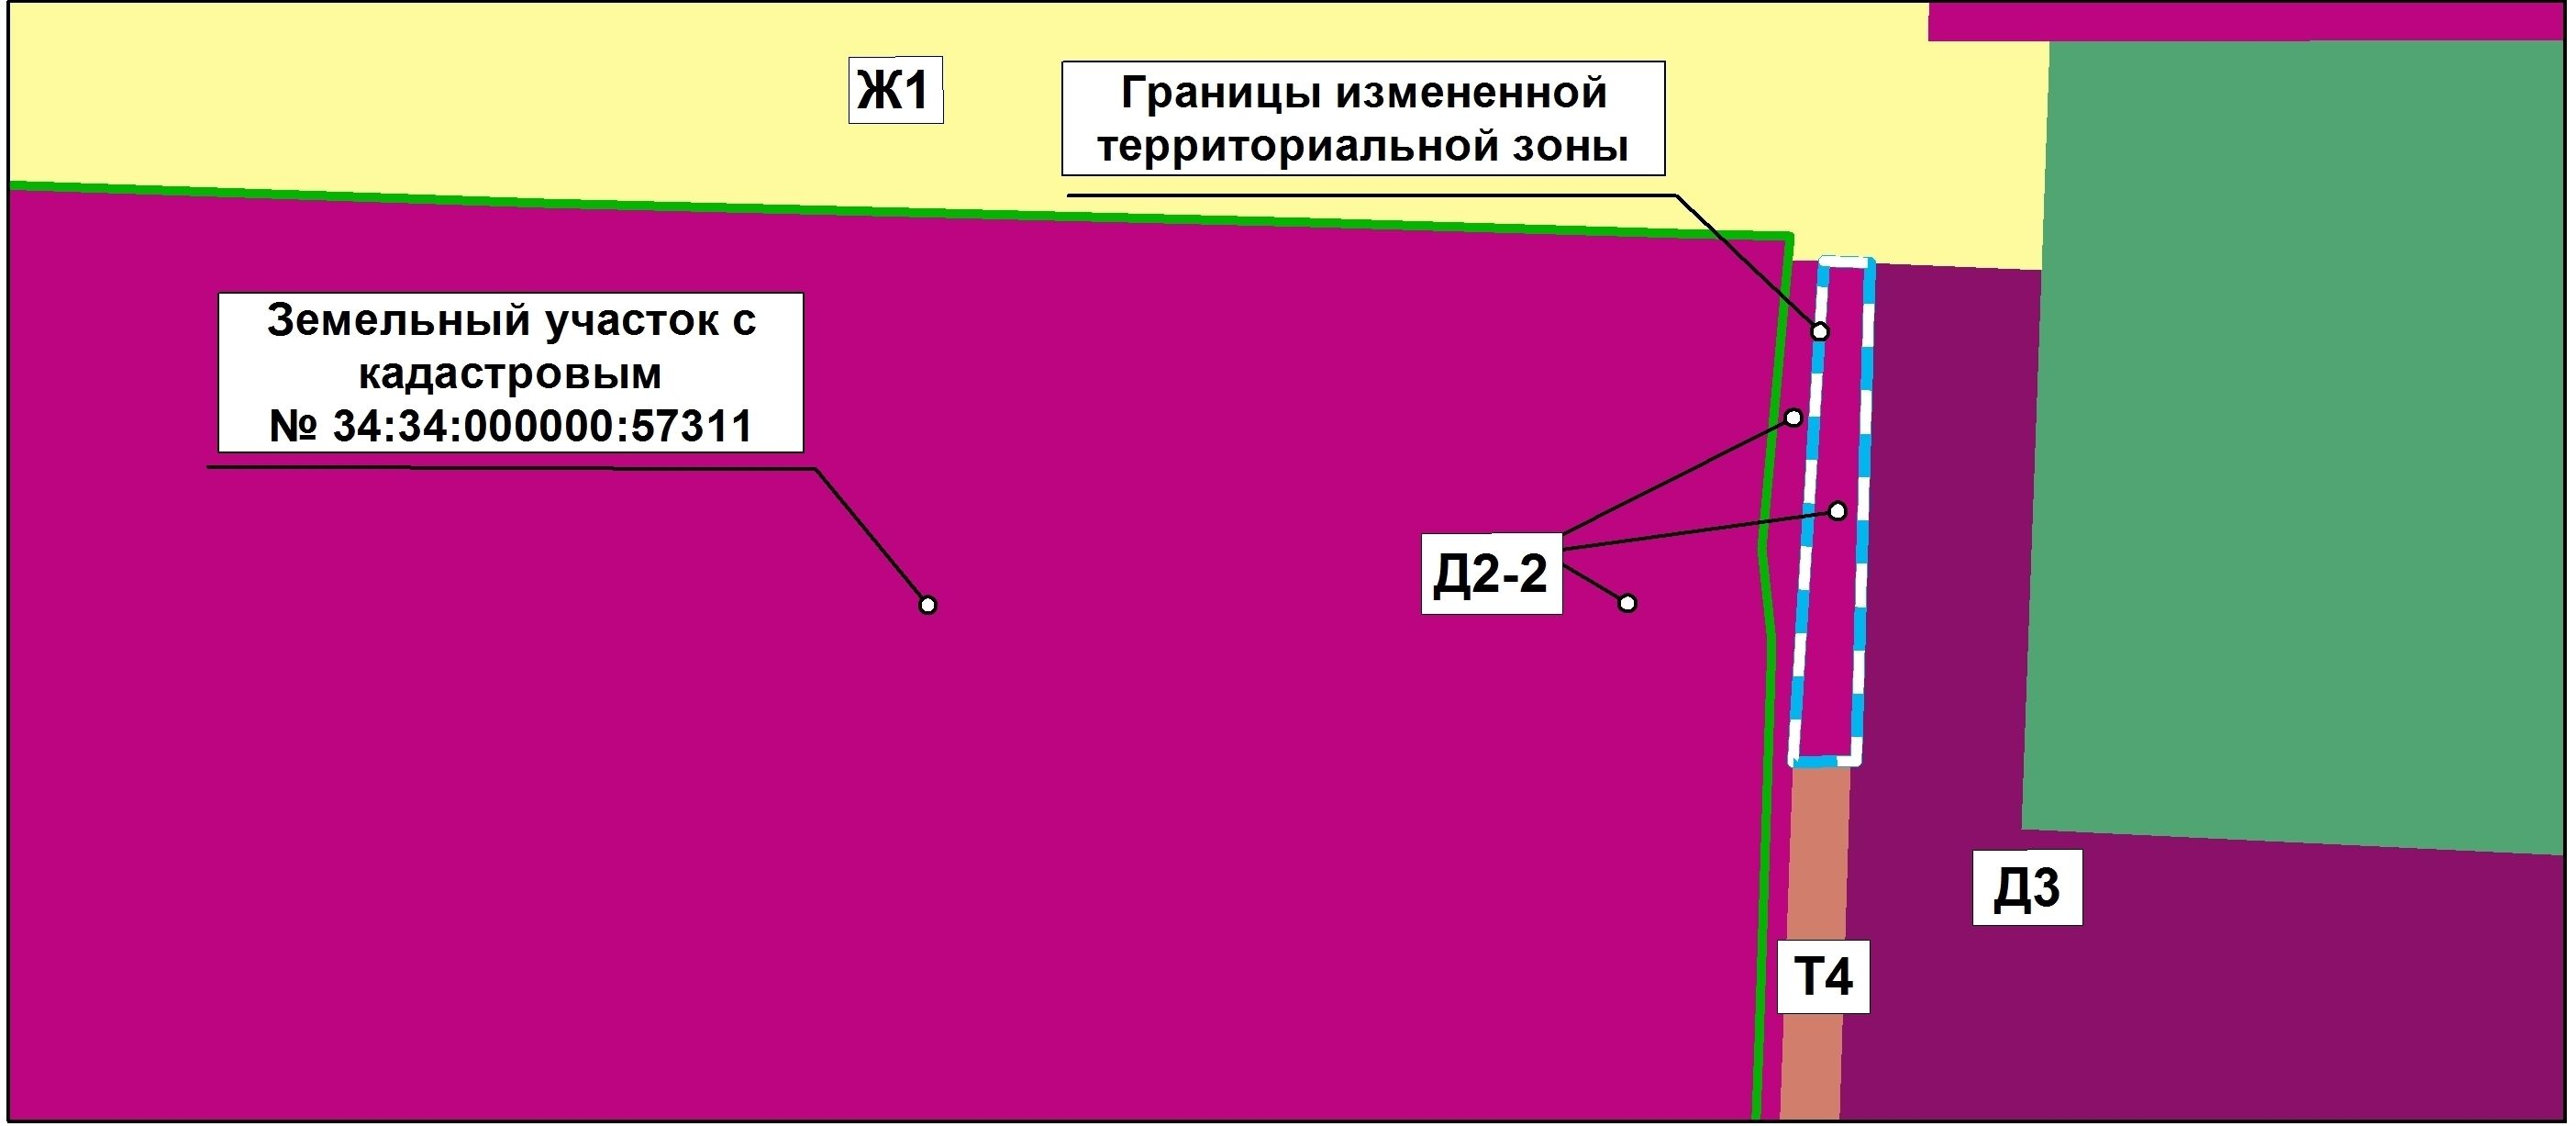 Ж1
Границы измененной
территориальной зоны
Земельный участок с
кадастровым
№ 34:34:000000:57311
Д2-2
Д3
Т4